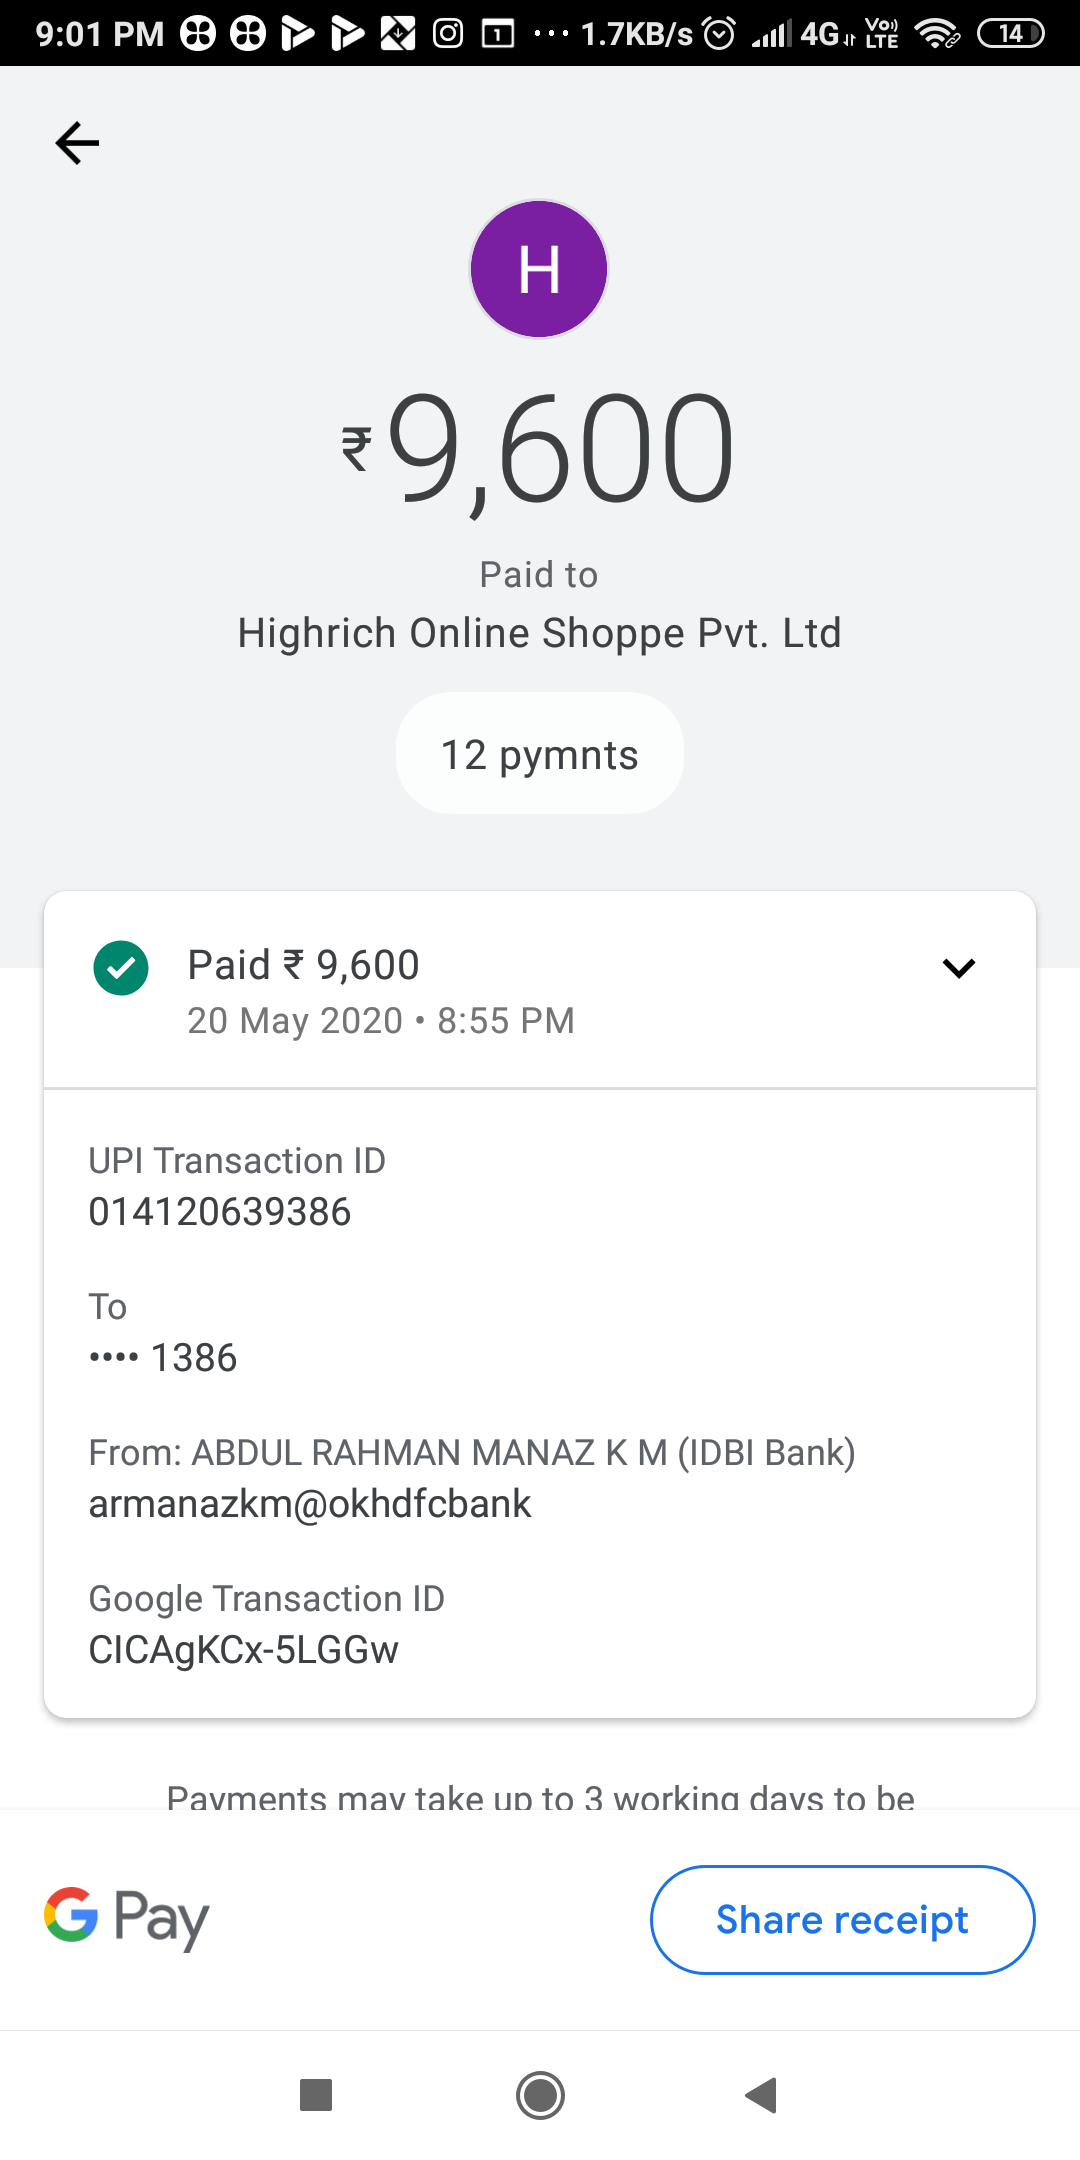 9:01 PM 1 ... 1.7KB/s 4G VoLTE 14
H
₹9,600
Paid to
Highrich Online Shoppe Pvt. Ltd
12 pymnts
Paid ₹ 9,600
20 May 2020 • 8:55 PM
UPI Transaction ID
014120639386
To
•••• 1386
From: ABDUL RAHMAN MANAZ K M (IDBI Bank)
armanazkm@okhdfcbank
Google Transaction ID
CICAgKCx-5LGGw
Payments may take up to 3 working days to be
G Pay
Share receipt